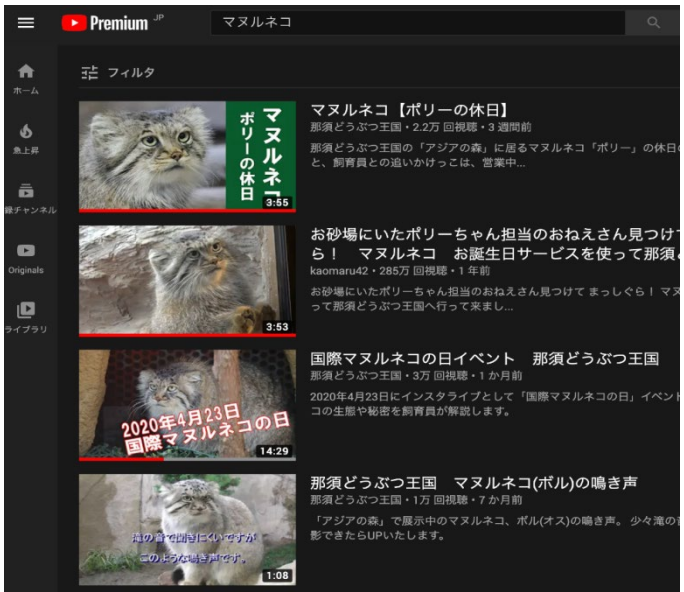 Premium JP
マヌルネコ
フィルタ
ホーム
急上昇
録チャンネル
Originals
ライブラリ
マヌルネコ
ポリーの休日
3:55
マヌルネコ【ポリーの休日】
那須どうぶつ王国・2.2万 回視聴・3 週間前
那須どうぶつ王国の「アジアの森」に居るマヌルネコ「ポリー」の休日の
と、飼育員との追いかけっこは、営業中...
3:53
お砂場にいたポリーちゃん担当のおねえさん見つけて
ら！ マヌルネコ お誕生日サービスを使って那須ど
kaomaru42・285万 回視聴・1 年前
お砂場にいたポリーちゃん担当のおねえさん見つけて まっしぐら！ マヌ
って那須どうぶつ王国へ行って来まし...
2020年4月23日
国際マヌルネコの日
14:29
国際マヌルネコの日イベント 那須どうぶつ王国
那須どうぶつ王国・3万 回視聴・1 か月前
2020年4月23日にインスタライブとして「国際マヌルネコの日」イベント
コの生態や秘密を飼育員が解説します。
滝の音で聞きにくいですが
このような鳴き声です。
1:08
那須どうぶつ王国 マヌルネコ(ボル)の鳴き声
那須どうぶつ王国・1万 回視聴・7 か月前
「アジアの森」で展示中のマヌルネコ、ボル(オス)の鳴き声。 少々滝の音
影できたらUPいたします。